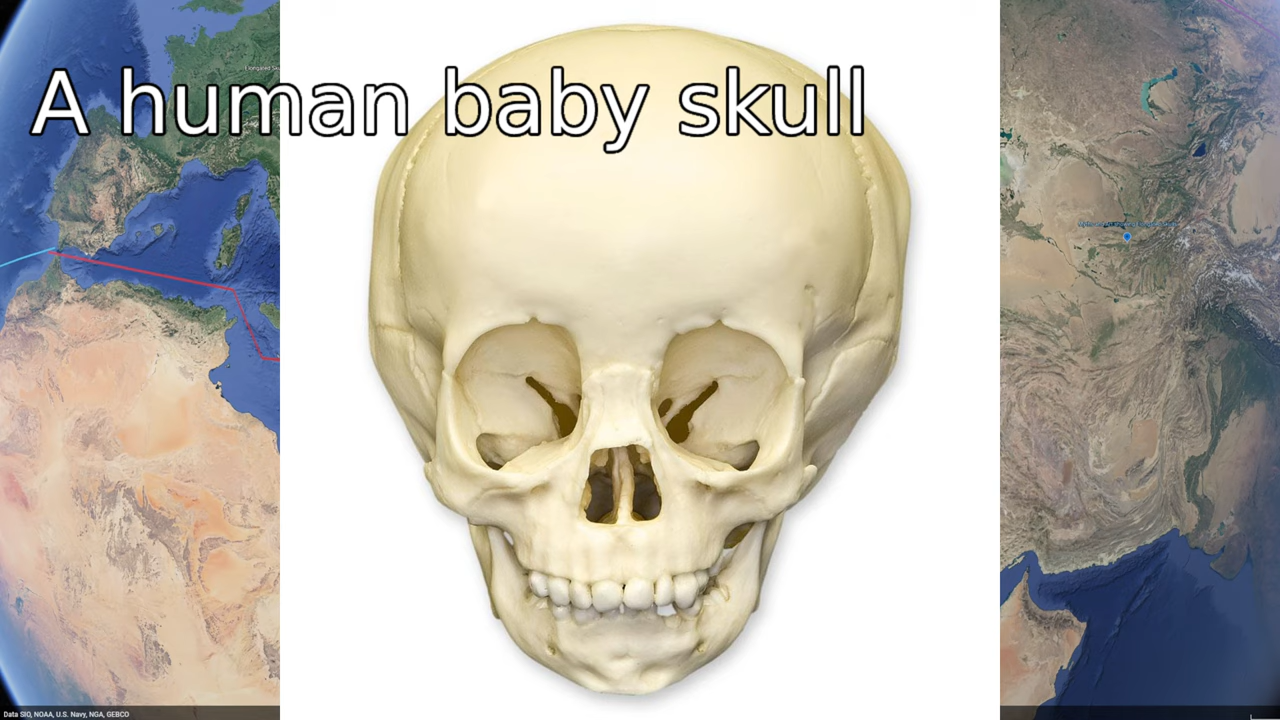 A human baby skull
Data SIO, NOAA, U.S. Navy, NGA, GEBCO